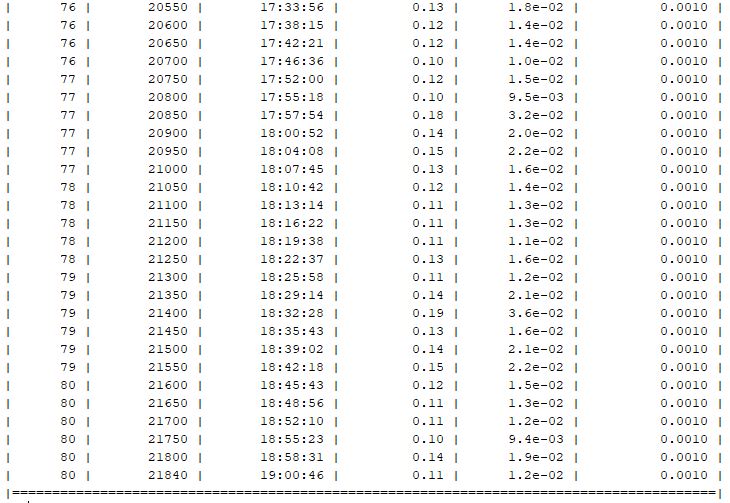 |      76 |       20550 |       17:33:56 |         0.13 |      1.8e-02 |          0.0010 |
|      76 |       20600 |       17:38:15 |         0.12 |      1.4e-02 |          0.0010 |
|      76 |       20650 |       17:42:21 |         0.12 |      1.4e-02 |          0.0010 |
|      76 |       20700 |       17:46:36 |         0.10 |      1.0e-02 |          0.0010 |
|      77 |       20750 |       17:52:00 |         0.12 |      1.5e-02 |          0.0010 |
|      77 |       20800 |       17:55:18 |         0.10 |      9.5e-03 |          0.0010 |
|      77 |       20850 |       17:57:54 |         0.18 |      3.2e-02 |          0.0010 |
|      77 |       20900 |       18:00:52 |         0.14 |      2.0e-02 |          0.0010 |
|      77 |       20950 |       18:04:08 |         0.15 |      2.2e-02 |          0.0010 |
|      77 |       21000 |       18:07:45 |         0.13 |      1.6e-02 |          0.0010 |
|      78 |       21050 |       18:10:42 |         0.12 |      1.4e-02 |          0.0010 |
|      78 |       21100 |       18:13:14 |         0.11 |      1.3e-02 |          0.0010 |
|      78 |       21150 |       18:16:22 |         0.11 |      1.3e-02 |          0.0010 |
|      78 |       21200 |       18:19:38 |         0.11 |      1.1e-02 |          0.0010 |
|      78 |       21250 |       18:22:37 |         0.13 |      1.6e-02 |          0.0010 |
|      79 |       21300 |       18:25:58 |         0.11 |      1.2e-02 |          0.0010 |
|      79 |       21350 |       18:29:14 |         0.14 |      2.1e-02 |          0.0010 |
|      79 |       21400 |       18:32:28 |         0.19 |      3.6e-02 |          0.0010 |
|      79 |       21450 |       18:35:43 |         0.13 |      1.6e-02 |          0.0010 |
|      79 |       21500 |       18:39:02 |         0.14 |      2.1e-02 |          0.0010 |
|      79 |       21550 |       18:42:18 |         0.15 |      2.2e-02 |          0.0010 |
|      80 |       21600 |       18:45:43 |         0.12 |      1.5e-02 |          0.0010 |
|      80 |       21650 |       18:48:56 |         0.11 |      1.3e-02 |          0.0010 |
|      80 |       21700 |       18:52:10 |         0.11 |      1.2e-02 |          0.0010 |
|      80 |       21750 |       18:55:23 |         0.10 |      9.4e-03 |          0.0010 |
|      80 |       21800 |       18:58:31 |         0.14 |      1.9e-02 |          0.0010 |
|      80 |       21840 |       19:00:46 |         0.11 |      1.2e-02 |          0.0010 |
|========================================================================================|